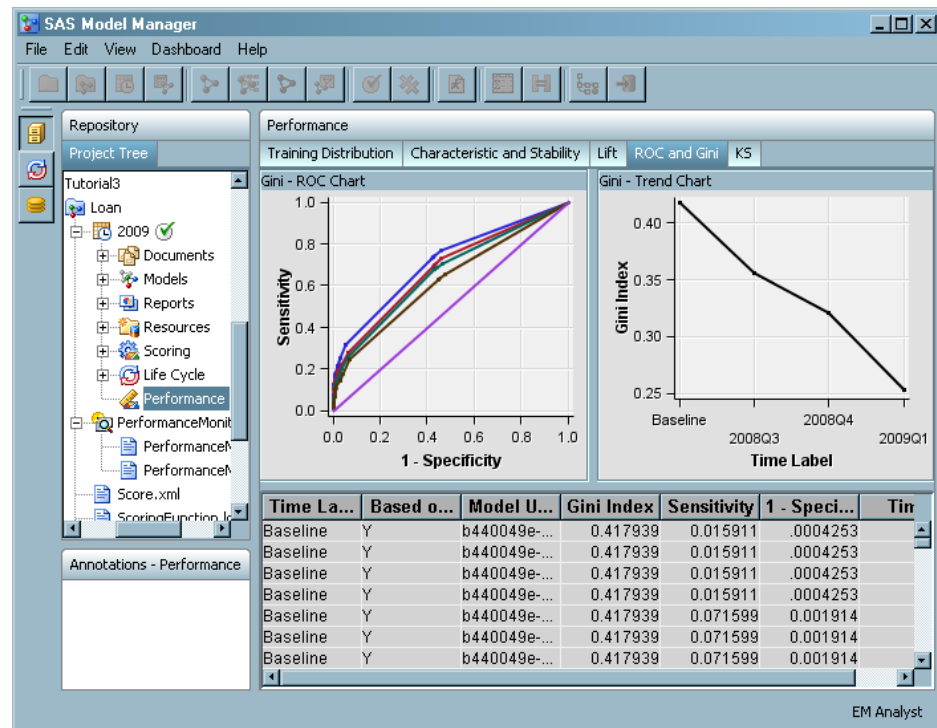 SAS Model Manager
File Edit View Dashboard Help
Repository
Project Tree
Tutorial3
Loan
2009
Documents
Models
Reports
Resources
Scoring
Life Cycle
Performance
PerformanceMonit
PerformanceM
PerformanceM
Score.xml
Annotations - Performance
Performance
Training Distribution Characteristic and Stability Lift ROC and Gini KS
Gini - ROC Chart
1.0
0.8
0.6
0.4
0.2
0.0
Sensitivity
0.0 0.2 0.4 0.6 0.8 1.0
1 - Specificity
Gini - Trend Chart
0.40
0.35
0.30
0.25
Gini Index
Baseline 2008Q3 2008Q4 2009Q1
Time Label
Time La... Based o... Model U... Gini Index Sensitivity 1 - Speci... Tim
Baseline Y b440049e-... 0.417939 0.015911 .0004253
Baseline Y b440049e-... 0.417939 0.015911 .0004253
Baseline Y b440049e-... 0.417939 0.015911 .0004253
Baseline Y b440049e-... 0.417939 0.015911 .0004253
Baseline Y b440049e-... 0.417939 0.071599 0.001914
Baseline Y b440049e-... 0.417939 0.071599 0.001914
Baseline Y b440049e-... 0.417939 0.071599 0.001914
EM Analyst